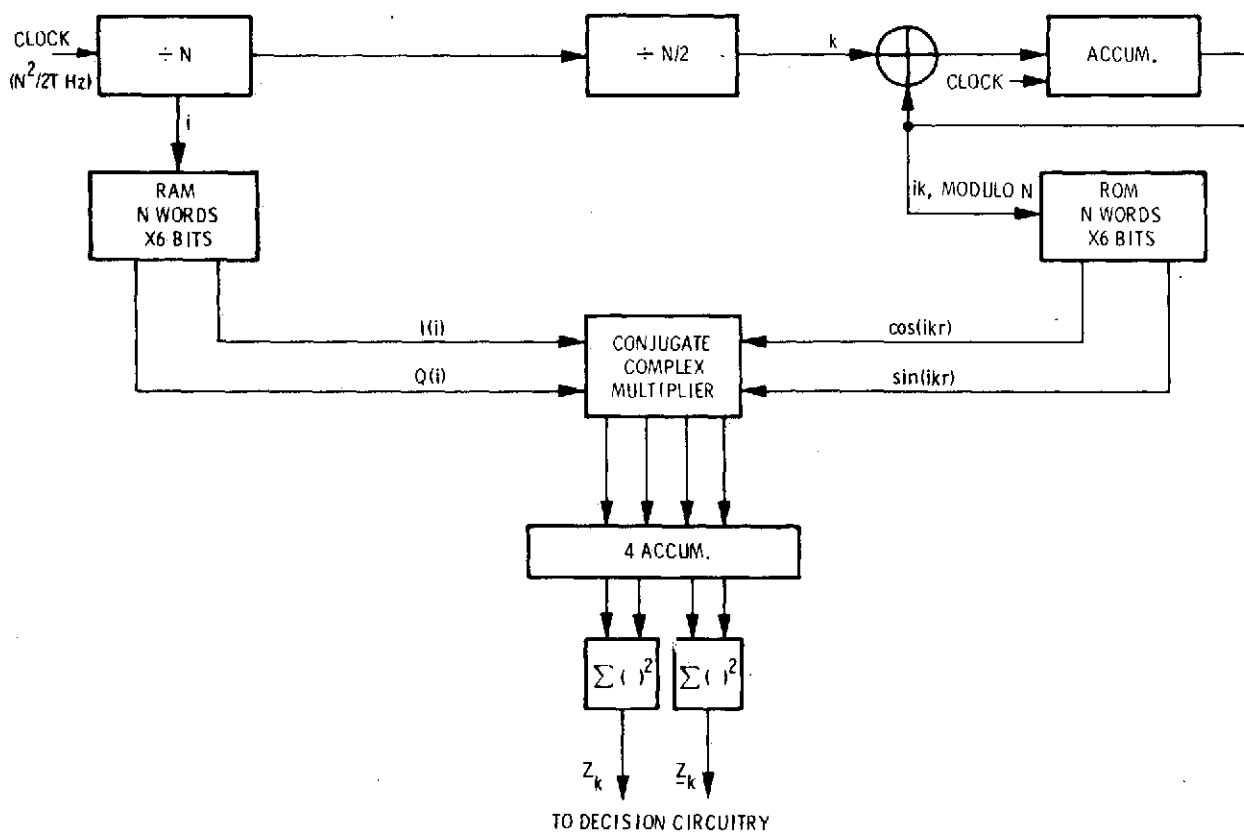 CLOCK
(N²/2T Hz)
÷ N
÷ N/2
k
CLOCK
ACCUM.
i
RAM
N WORDS
X6 BITS
ik, MODULO N
ROM
N WORDS
X6 BITS
I(i)
Q(i)
CONJUGATE
COMPLEX
MULTIPLIER
cos(ikr)
sin(ikr)
4 ACCUM.
∑( )²
∑( )²
Z_k
Z_-k
TO DECISION CIRCUITRY